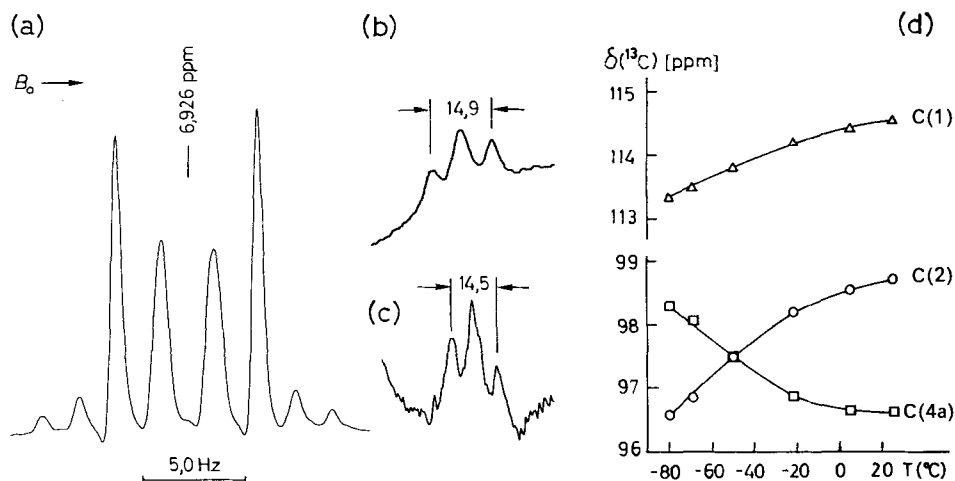 (a)
Bₒ
6,926 ppm
5,0 Hz
(b)
14,9
(c)
14,5
(d)
δ(¹³C) [ppm]
115
114
113
99
98
97
96
C(1)
C(2)
C(4a)
-80 -60 -40 -20 0 20 T(°C)